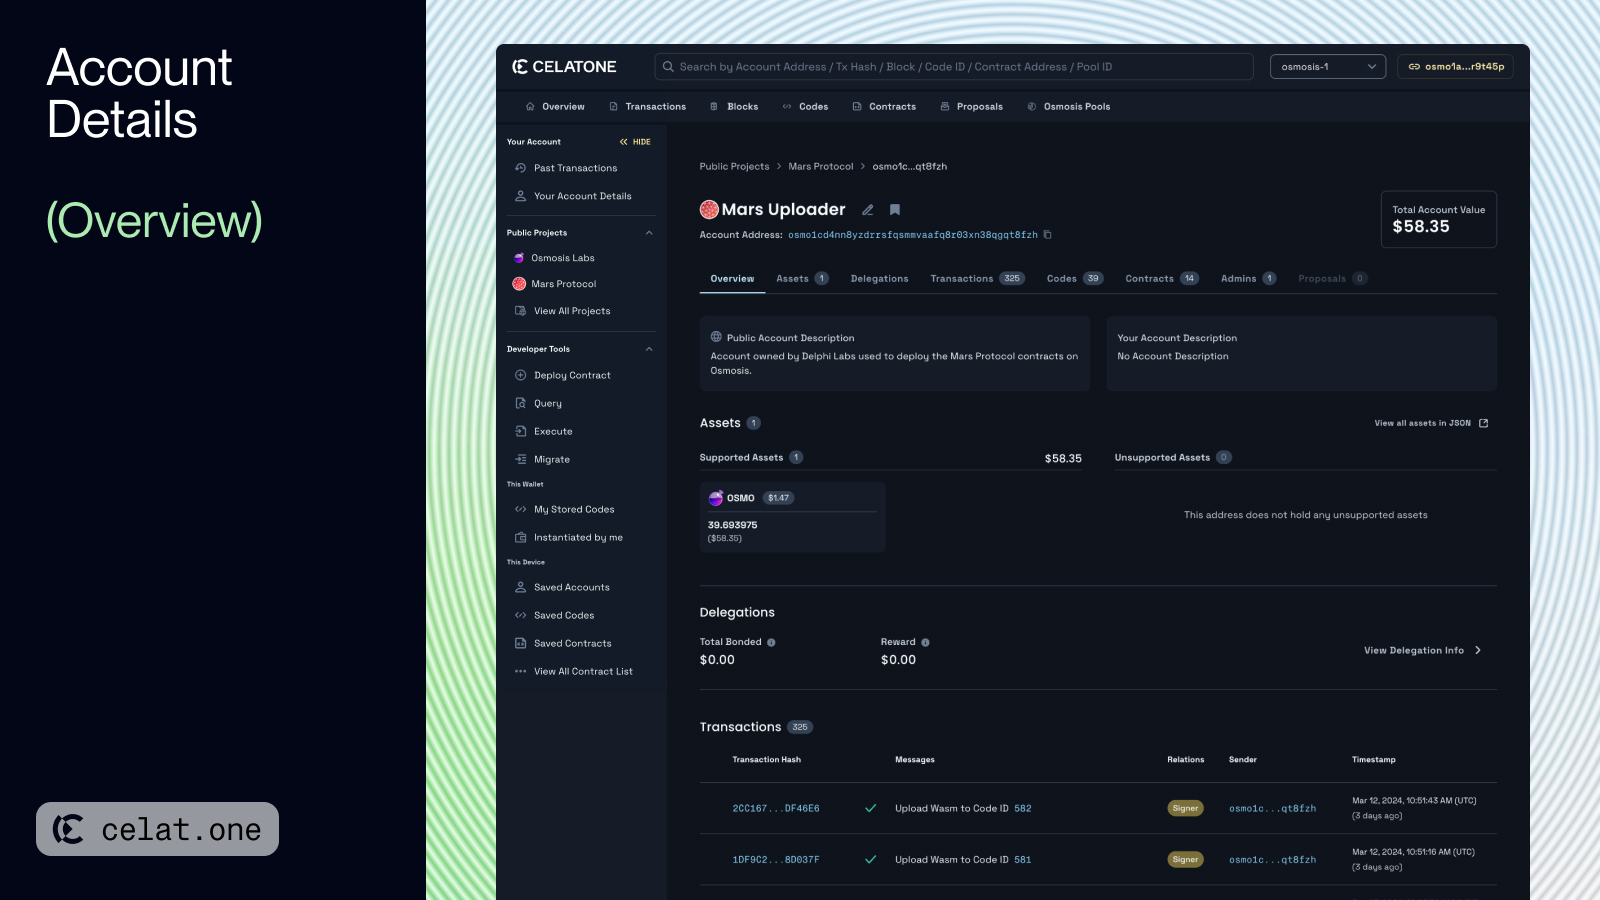 Account
Details
(Overview)
celat.one
CELATONE
Search by Account Address / Tx Hash / Block / Code ID / Contract Address / Pool ID
osmosis-1
osmo1a...r9t45p
Overview
Transactions
Blocks
Codes
Contracts
Proposals
Osmosis Pools
Your Account
HIDE
Past Transactions
Your Account Details
Public Projects
Osmosis Labs
Mars Protocol
View All Projects
Developer Tools
Deploy Contract
Query
Execute
Migrate
This Wallet
My Stored Codes
Instantiated by me
This Device
Saved Accounts
Saved Codes
Saved Contracts
View All Contract List
Public Projects > Mars Protocol > osmo1c...qt8fzh
Mars Uploader
Account Address: osmo1cd4nn8yzdrrsfqsmmvaafq8r03xn38qgqt8fzh
Total Account Value
$58.35
Overview
Assets 1
Delegations
Transactions 325
Codes 39
Contracts 14
Admins 1
Proposals 0
Public Account Description
Account owned by Delphi Labs used to deploy the Mars Protocol contracts on
Osmosis.
Your Account Description
No Account Description
Assets 1
View all assets in JSON
Supported Assets 1
$58.35
OSMO $1.47
39.693975
($58.35)
Unsupported Assets 0
This address does not hold any unsupported assets
Delegations
Total Bonded
$0.00
Reward
$0.00
View Delegation Info
Transactions 325
Transaction Hash Messages Relations Sender Timestamp
2CC167...DF46E6 Upload Wasm to Code ID 582 Signer osmo1c...qt8fzh Mar 12, 2024, 10:51:43 AM (UTC)
(3 days ago)
1DF9C2...8D037F Upload Wasm to Code ID 581 Signer osmo1c...qt8fzh Mar 12, 2024, 10:51:16 AM (UTC)
(3 days ago)